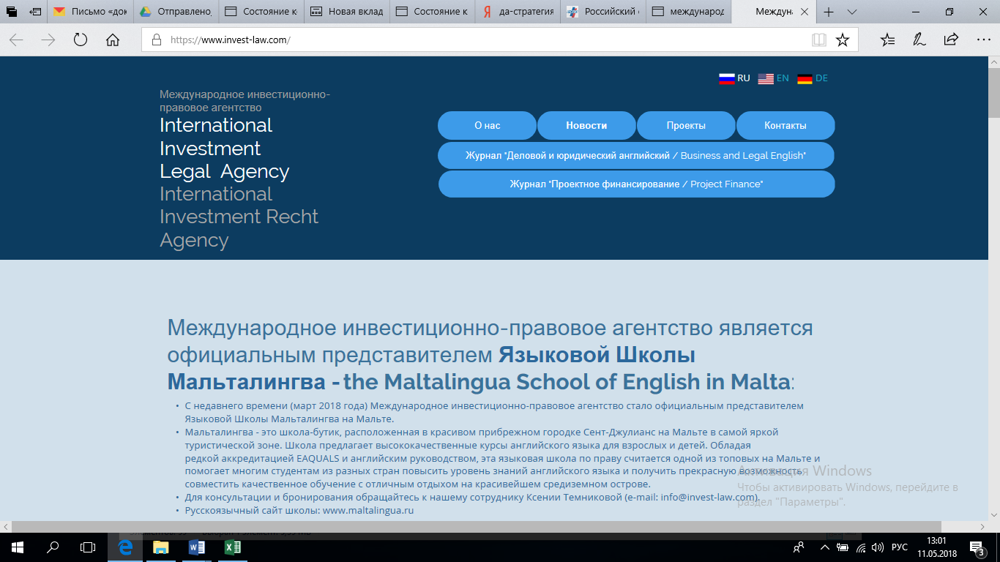 Письмо «док
Отправлено,
Состояние к
Новая вклад
Состояние к
да-стратегия
Российский
международ
Междун
https://www.invest-law.com/
RU EN DE
Международное инвестиционно-
правовое агентство
International
Investment
Legal Agency
International
Investment Recht
Agency
О нас Новости Проекты Контакты
Журнал "Деловой и юридический английский / Business and Legal English"
Журнал "Проектное финансирование / Project Finance"
Международное инвестиционно-правовое агентство является
официальным представителем Языковой Школы
Мальталингва - the Maltalingua School of English in Malta:
• С недавнего времени (март 2018 года) Международное инвестиционно-правовое агентство стало официальным представителем
Языковой Школы Мальталингва на Мальте.
• Мальталингва - это школа-бутик, расположенная в красивом прибрежном городке Сент-Джулианс на Мальте в самой яркой
туристической зоне. Школа предлагает высококачественные курсы английского языка для взрослых и детей. Обладая
редкой аккредитацией EAQUALS и английским руководством, эта языковая школа по праву считается одной из топовых на Мальте и
помогает многим студентам из разных стран повысить уровень знаний английского языка и получить прекрасную возможность
совместить качественное обучение с отличным отдыхом на красивейшем средиземном острове.
• Для консультации и бронирования обращайтесь к нашему сотруднику Ксении Темниковой (e-mail: info@invest-law.com).
• Русскоязычный сайт школы: www.maltalingua.ru
Активация Windows
Чтобы активировать Windows, перейдите в
раздел "Параметры".
РУС
13:01
11.05.2018
3